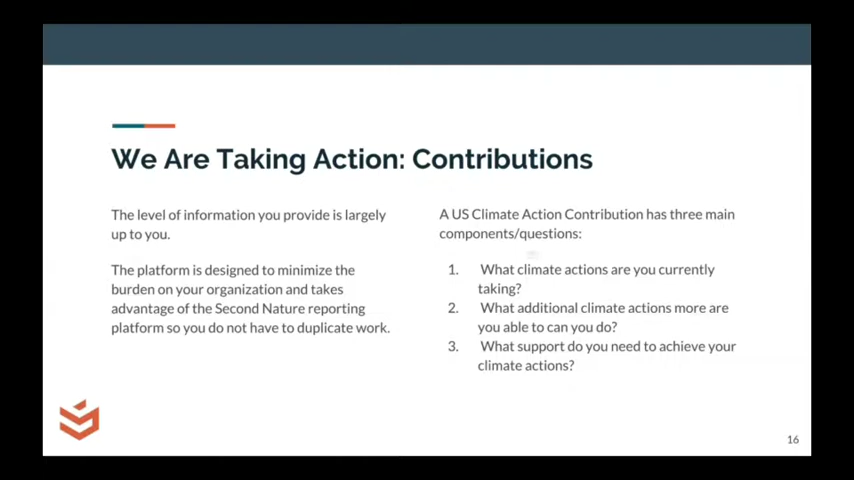 We Are Taking Action: Contributions
The level of information you provide is largely
up to you.
The platform is designed to minimize the
burden on your organization and takes
advantage of the Second Nature reporting
platform so you do not have to duplicate work.
A US Climate Action Contribution has three main
components/questions:
1. What climate actions are you currently
taking?
2. What additional climate actions more are
you able to can you do?
3. What support do you need to achieve your
climate actions?
16